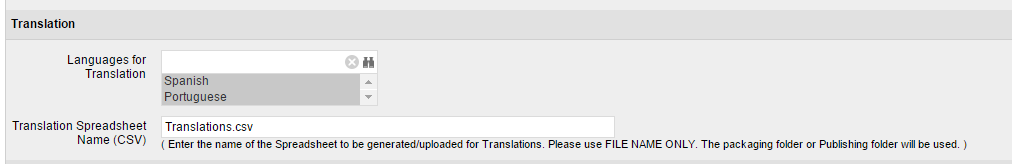 Translation
Languages for
Translation
Spanish
Portuguese
Translation Spreadsheet
Name (CSV)
Translations.csv
( Enter the name of the Spreadsheet to be generated/uploaded for Translations. Please use FILE NAME ONLY. The packaging folder or Publishing folder will be used. )